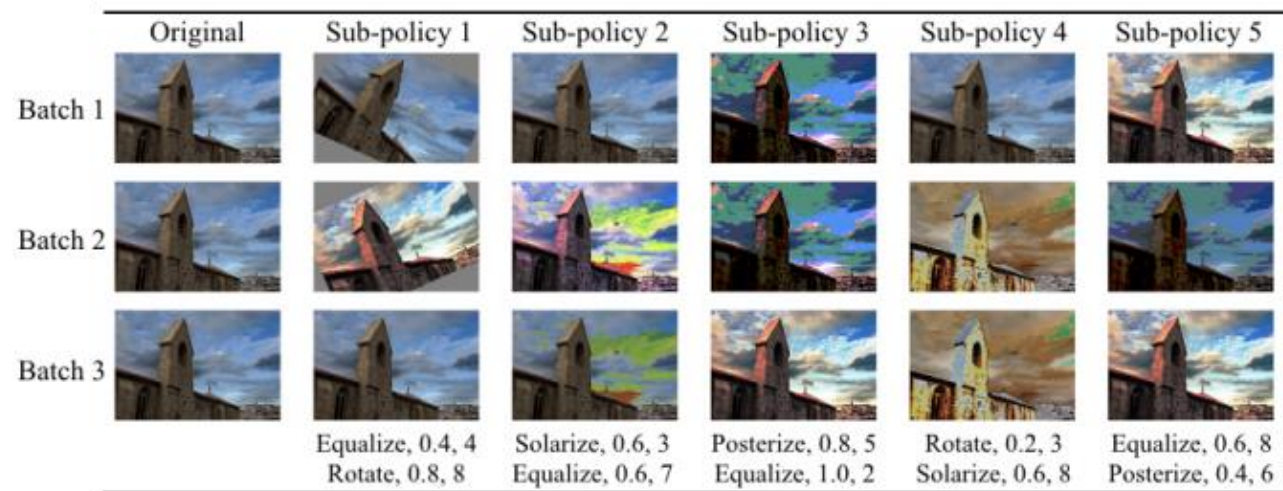 Original Sub-policy 1 Sub-policy 2 Sub-policy 3 Sub-policy 4 Sub-policy 5
Batch 1
Batch 2
Batch 3
Equalize, 0.4, 4 Solarize, 0.6, 3 Posterize, 0.8, 5 Rotate, 0.2, 3 Equalize, 0.6, 8
Rotate, 0.8, 8 Equalize, 0.6, 7 Equalize, 1.0, 2 Solarize, 0.6, 8 Posterize, 0.4, 6